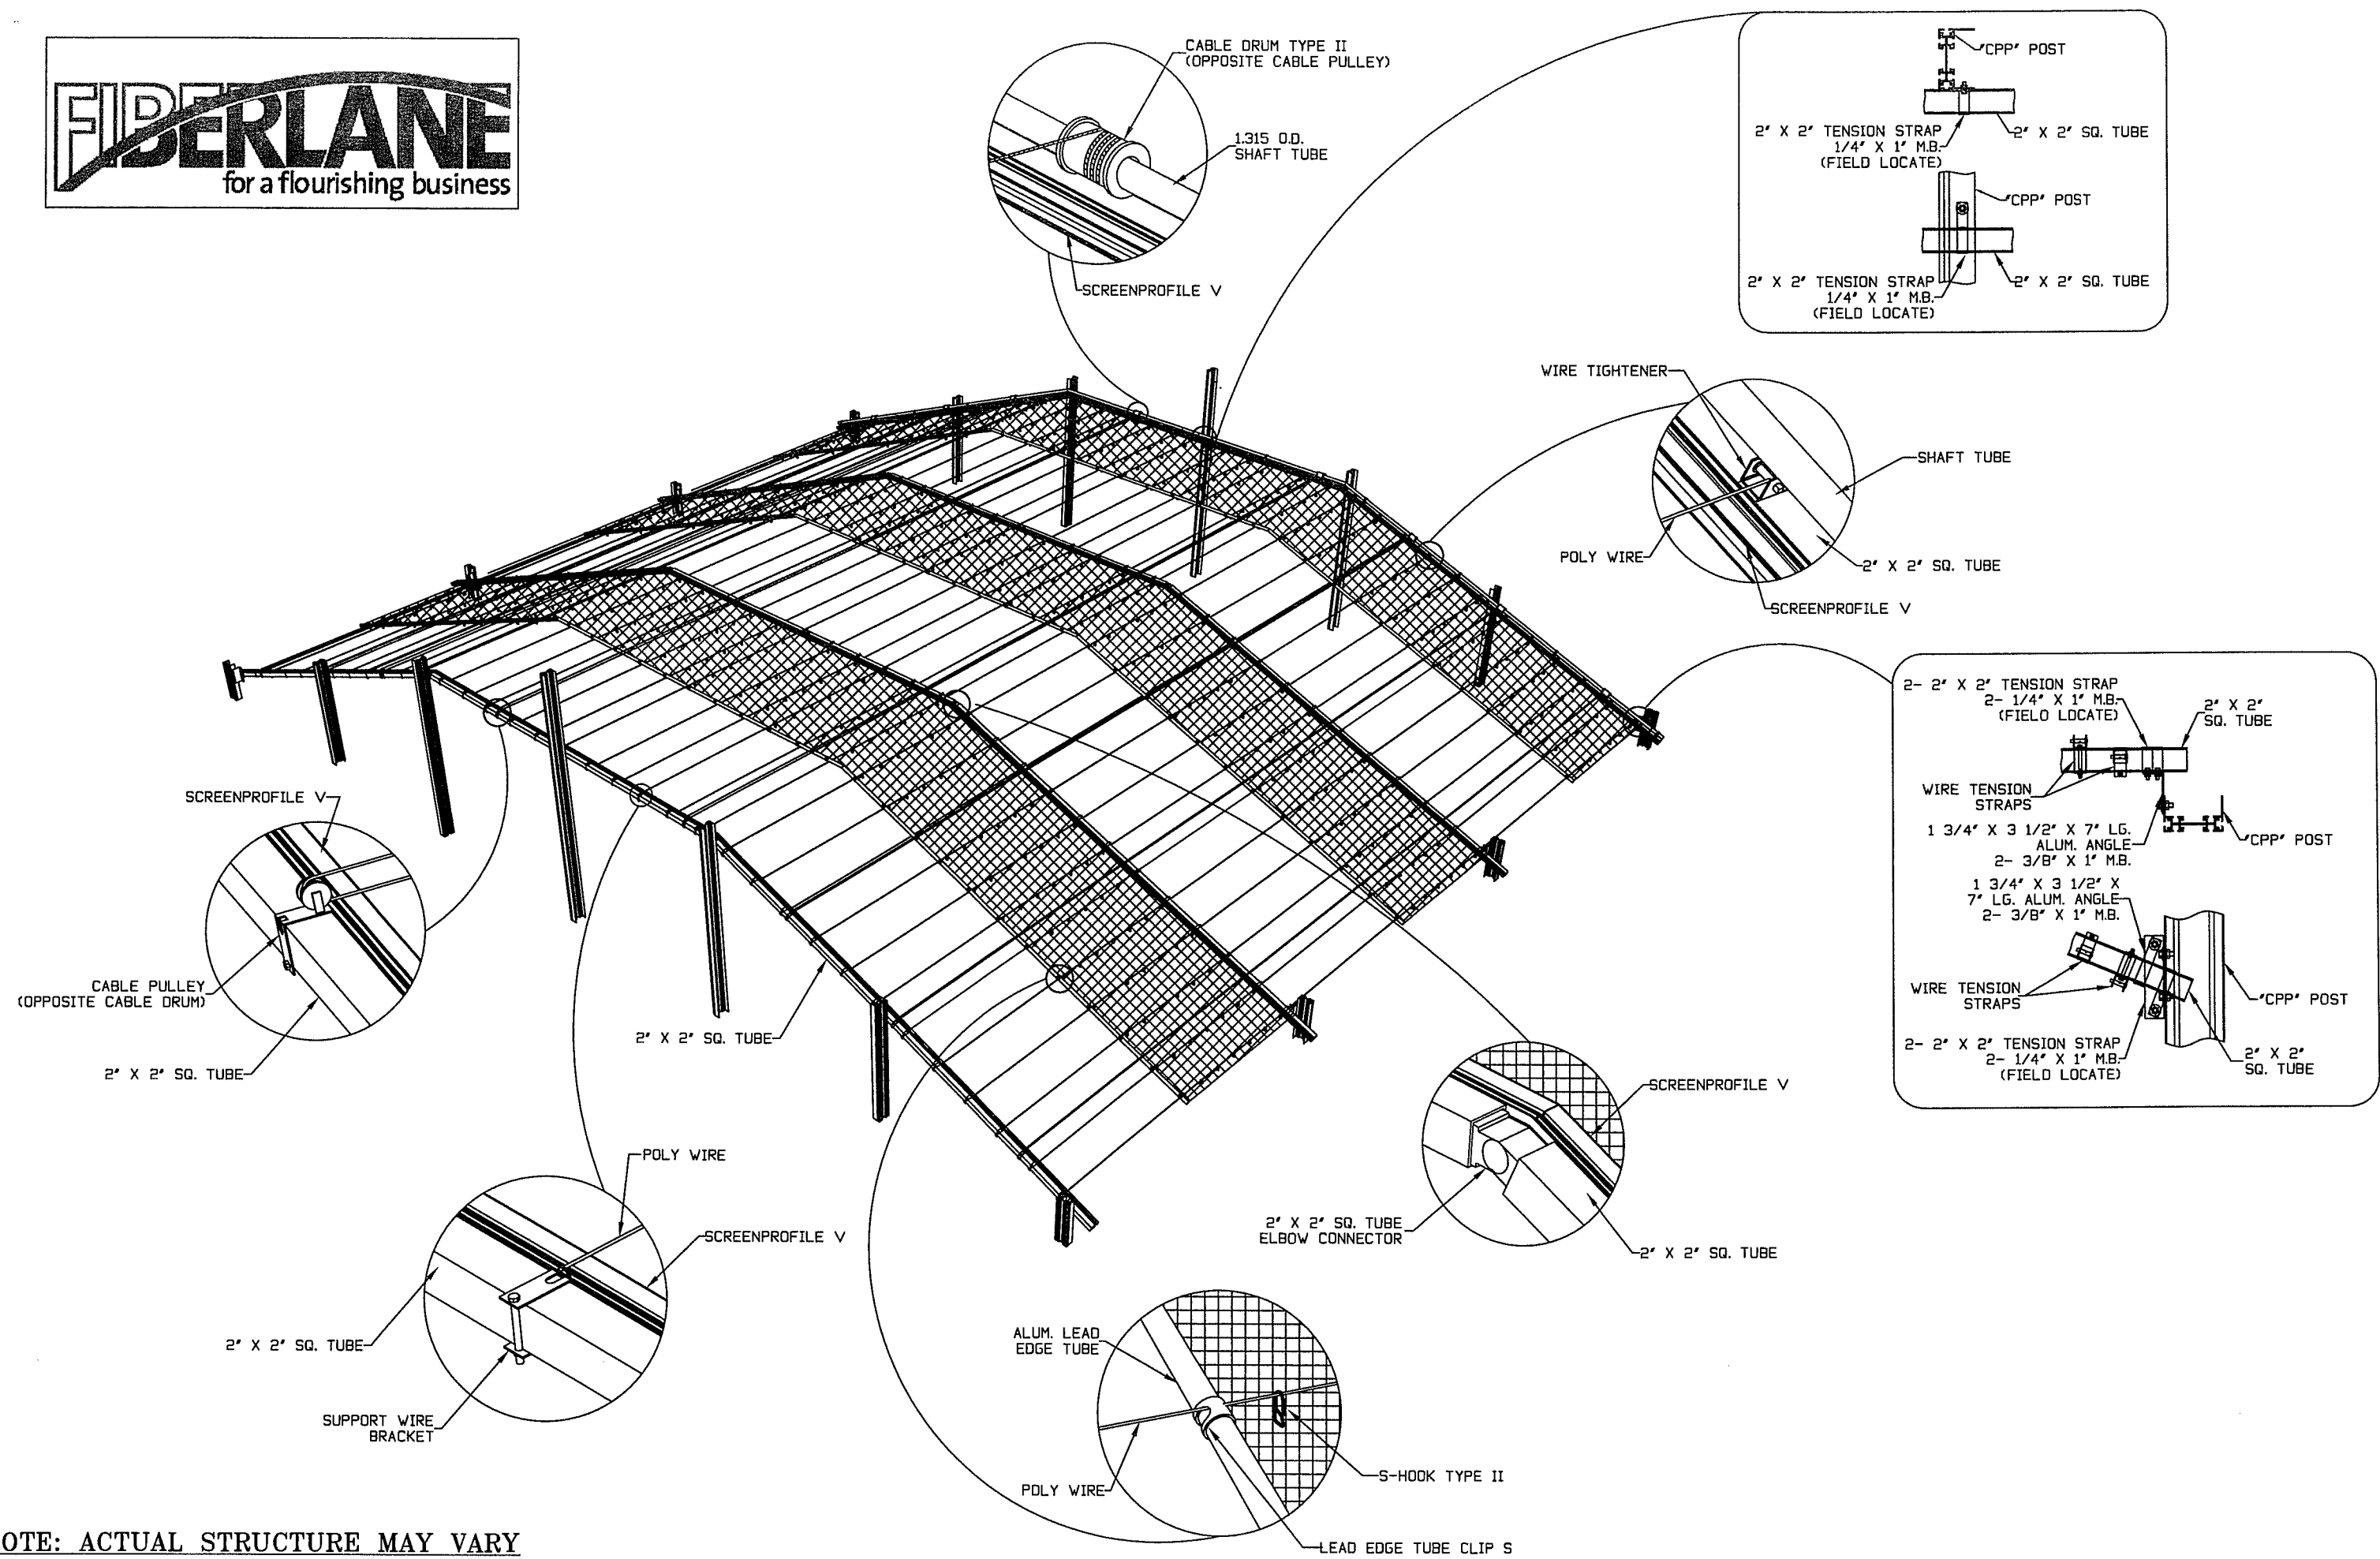 FIBERLANE
for a flourishing business
CABLE DRUM TYPE II
(OPPOSITE CABLE PULLEY)
1.315 O.D.
SHAFT TUBE
SCREENPROFILE V
"CPP" POST
2" X 2" TENSION STRAP
1/4" X 1" M.B.
(FIELD LOCATE)
2" X 2" SQ. TUBE
"CPP" POST
2" X 2" TENSION STRAP
1/4" X 1" M.B.
(FIELD LOCATE)
2" X 2" SQ. TUBE
WIRE TIGHTENER
SHAFT TUBE
POLY WIRE
2" X 2" SQ. TUBE
SCREENPROFILE V
2- 2" X 2" TENSION STRAP
2- 1/4" X 1" M.B.
(FIELD LOCATE)
2" X 2"
SQ. TUBE
WIRE TENSION
STRAPS
1 3/4" X 3 1/2" X 7" LG.
ALUM. ANGLE
2- 3/8" X 1" M.B.
"CPP" POST
1 3/4" X 3 1/2" X
7" LG. ALUM. ANGLE
2- 3/8" X 1" M.B.
WIRE TENSION
STRAPS
"CPP" POST
2- 2" X 2" TENSION STRAP
2- 1/4" X 1" M.B.
(FIELD LOCATE)
2" X 2"
SQ. TUBE
SCREENPROFILE V
CABLE PULLEY
(OPPOSITE CABLE DRUM)
2" X 2" SQ. TUBE
2" X 2" SQ. TUBE
POLY WIRE
SCREENPROFILE V
2" X 2" SQ. TUBE
SUPPORT WIRE
BRACKET
SCREENPROFILE V
2" X 2" SQ. TUBE
ELBOW CONNECTOR
2" X 2" SQ. TUBE
ALUM. LEAD
EDGE TUBE
POLY WIRE
S-HOOK TYPE II
LEAD EDGE TUBE CLIP S
OTE: ACTUAL STRUCTURE MAY VARY